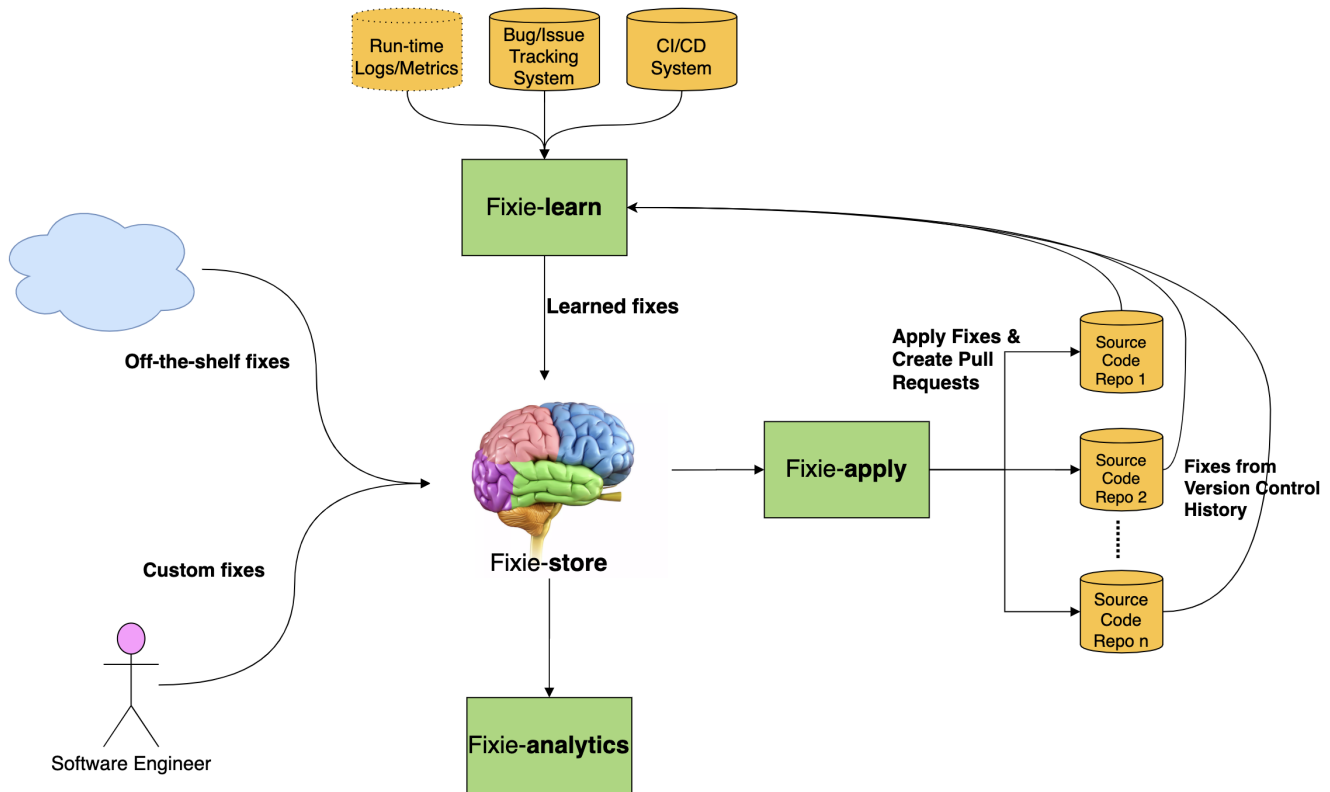 Run-time
Logs/Metrics
Bug/Issue
Tracking
System
CI/CD
System
Fixie-learn
Learned fixes
Off-the-shelf fixes
Apply Fixes &
Create Pull
Requests
Source
Code
Repo 1
Fixie-apply
Source
Code
Repo 2
Fixes from
Version Control
History
Fixie-store
Custom fixes
Source
Code
Repo n
Fixie-analytics
Software Engineer